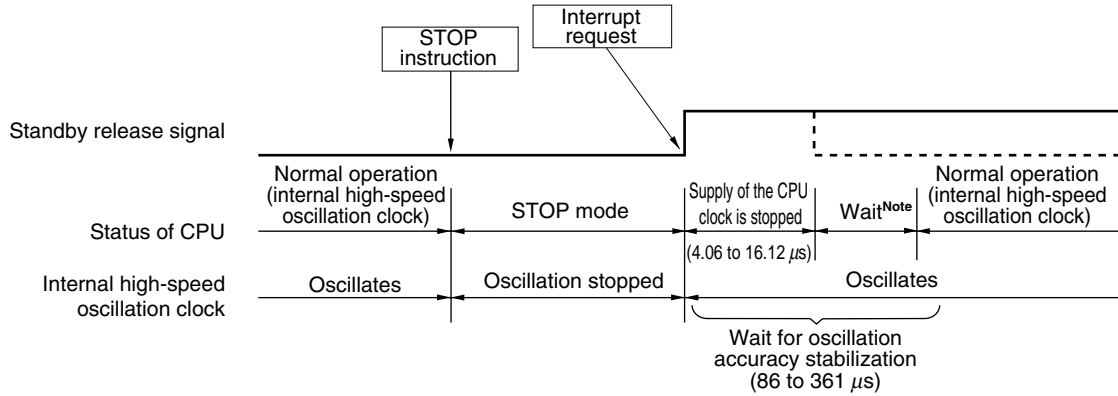 Interrupt
request
STOP
instruction
Standby release signal
Normal operation
(internal high-speed
oscillation clock)
STOP mode
Supply of the CPU
clock is stopped
(4.06 to 16.12 μs)
Wait^Note
Normal operation
(internal high-speed
oscillation clock)
Status of CPU
Internal high-speed
oscillation clock
Oscillates
Oscillation stopped
Oscillates
Wait for oscillation
accuracy stabilization
(86 to 361 μs)